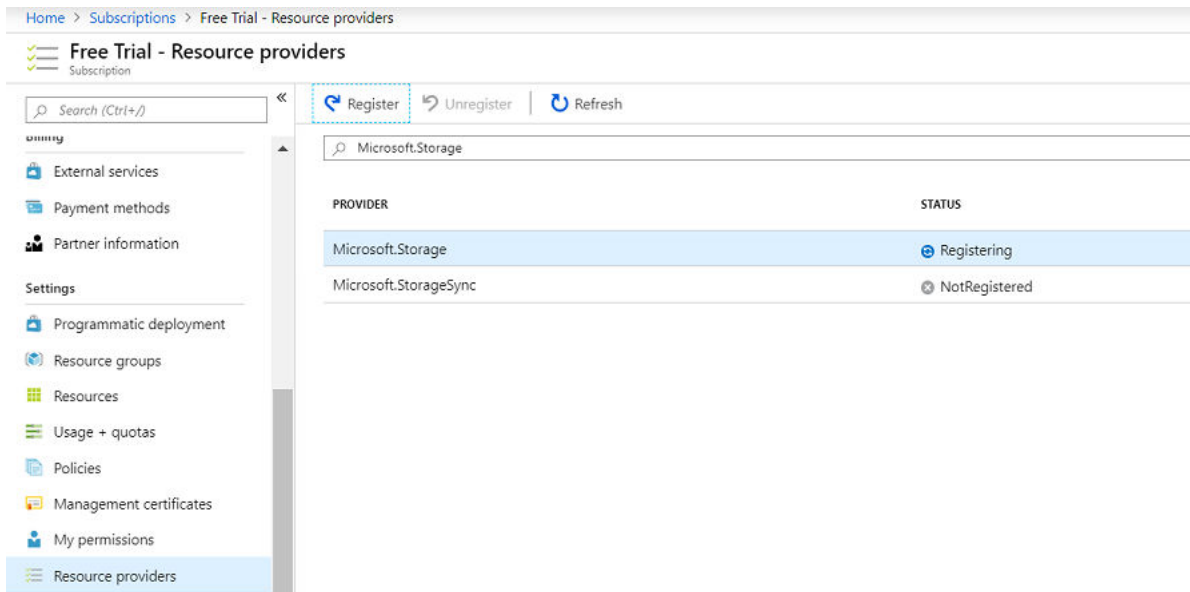 Home > Subscriptions > Free Trial - Resource providers
Free Trial - Resource providers
Subscription
Search (Ctrl+/)
«
Register
Unregister
Refresh
Billing
External services
Payment methods
Partner information
Settings
Programmatic deployment
Resource groups
Resources
Usage + quotas
Policies
Management certificates
My permissions
Resource providers
Microsoft.Storage
PROVIDER STATUS
Microsoft.Storage Registering
Microsoft.StorageSync NotRegistered